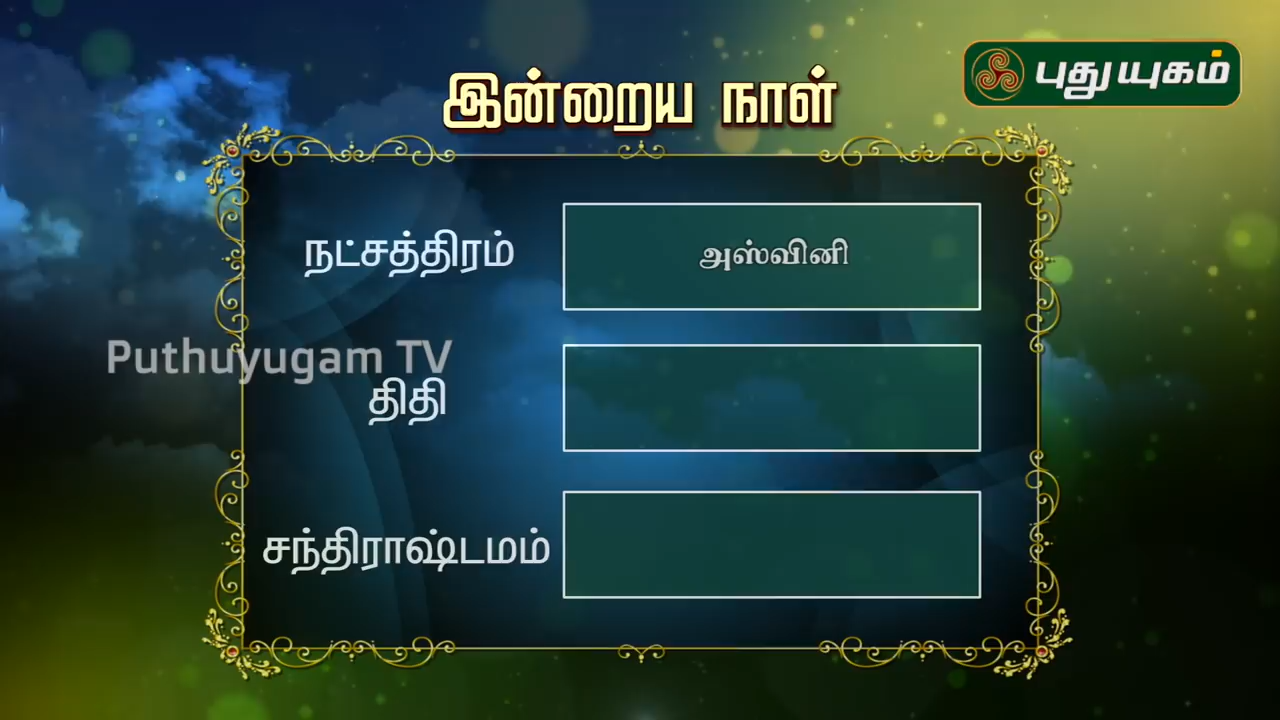 இன்றைய நாள்
புதுயுகம்
நட்சத்திரம்
அஸ்வினி
Puthuyugam TV
திதி
சந்திராஷ்டமம்